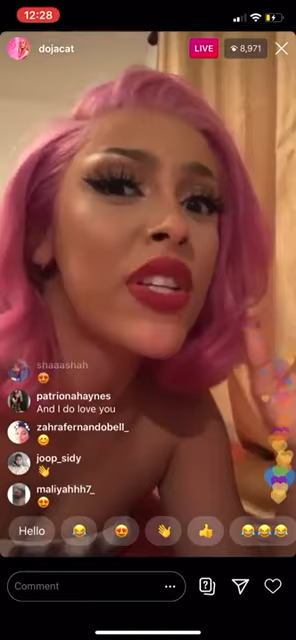 12:28
dojacat
LIVE
8,971
shaaashah
😍
patrionahaynes
And I do love you
zahrafernandobell_
😊
joop_sidy
👋
maliyahhh7_
😍
Hello 😂 😍 👋 👍 😂😂😂
Comment